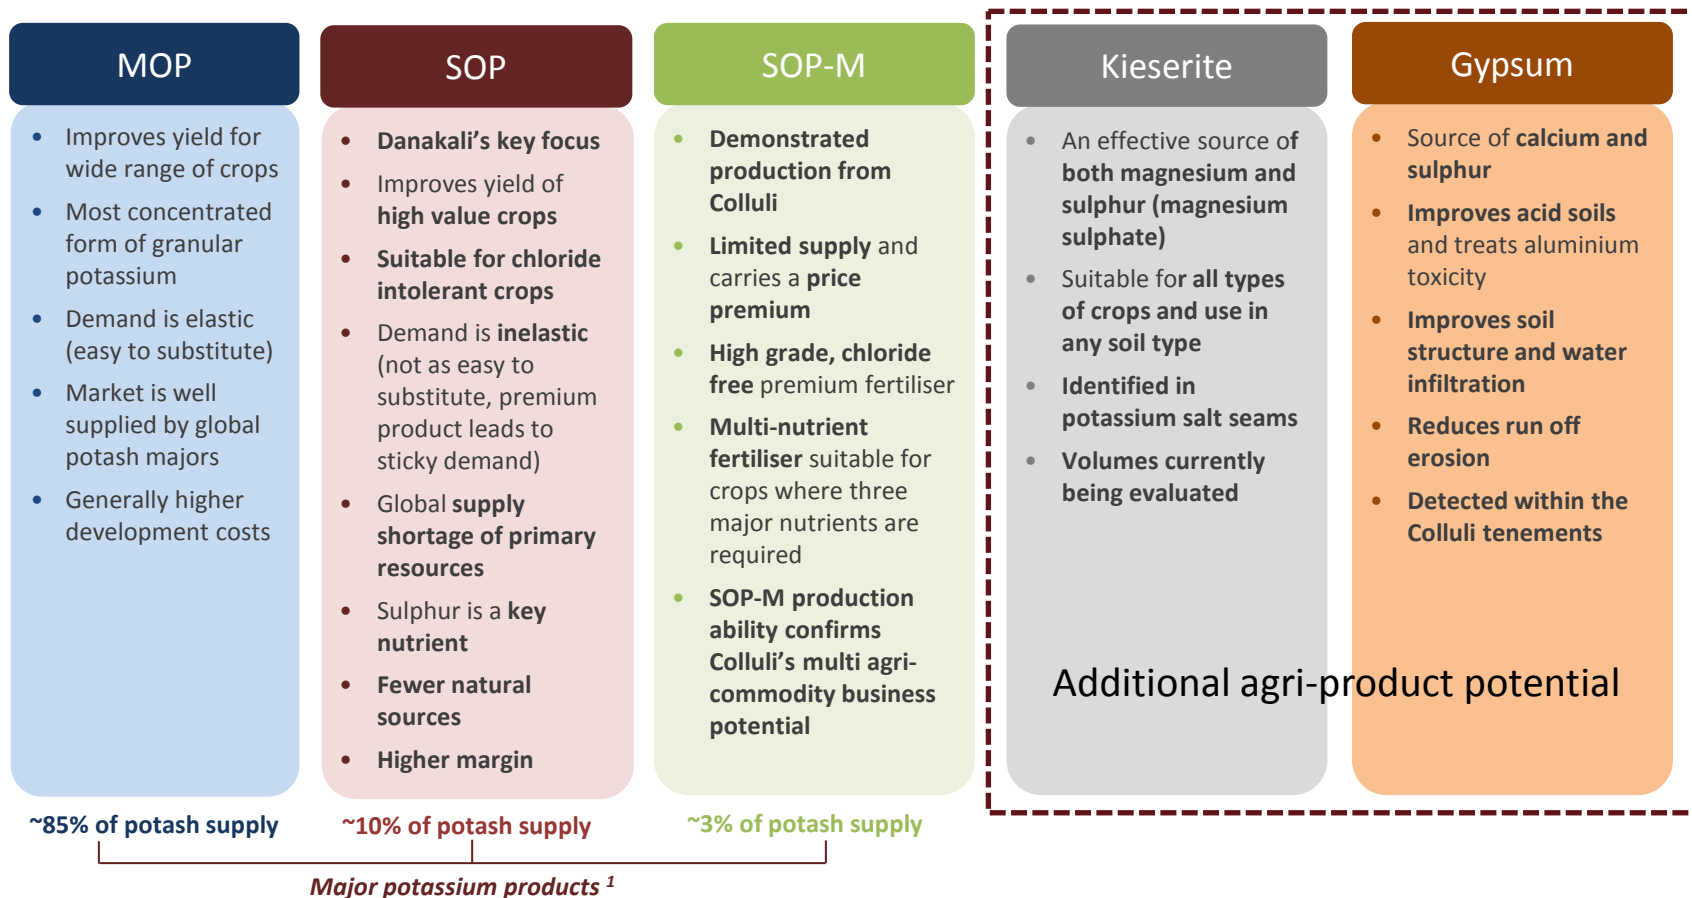 MOP
Improves yield for
wide range of crops
Most concentrated
form of granular
potassium
Demand is elastic
(easy to substitute)
Market is well
supplied by global
potash majors
Generally higher
development costs
~85% of potash supply
SOP
Danakali's key focus
Improves yield of
high value crops
Suitable for chloride
intolerant crops
Demand is inelastic
(not as easy to
substitute, premium
product leads to
sticky demand)
Global supply
shortage of primary
resources
Sulphur is a key
nutrient
Fewer natural
sources
Higher margin
~10% of potash supply
SOP-M
Demonstrated
production from
Colluli
Limited supply and
carries a price
premium
High grade, chloride
free premium fertiliser
Multi-nutrient
fertiliser suitable for
crops where three
major nutrients are
required
SOP-M production
ability confirms
Colluli's multi agri-
commodity business
potential
~3% of potash supply
Major potassium products 1
Kieserite
An effective source of
both magnesium and
sulphur (magnesium
sulphate)
Suitable for all types
of crops and use in
any soil type
Identified in
potassium salt seams
Volumes currently
being evaluated
Gypsum
Source of calcium and
sulphur
Improves acid soils
and treats aluminium
toxicity
Improves soil
structure and water
infiltration
Reduces run off
erosion
Detected within the
Colluli tenements
Additional agri-product potential